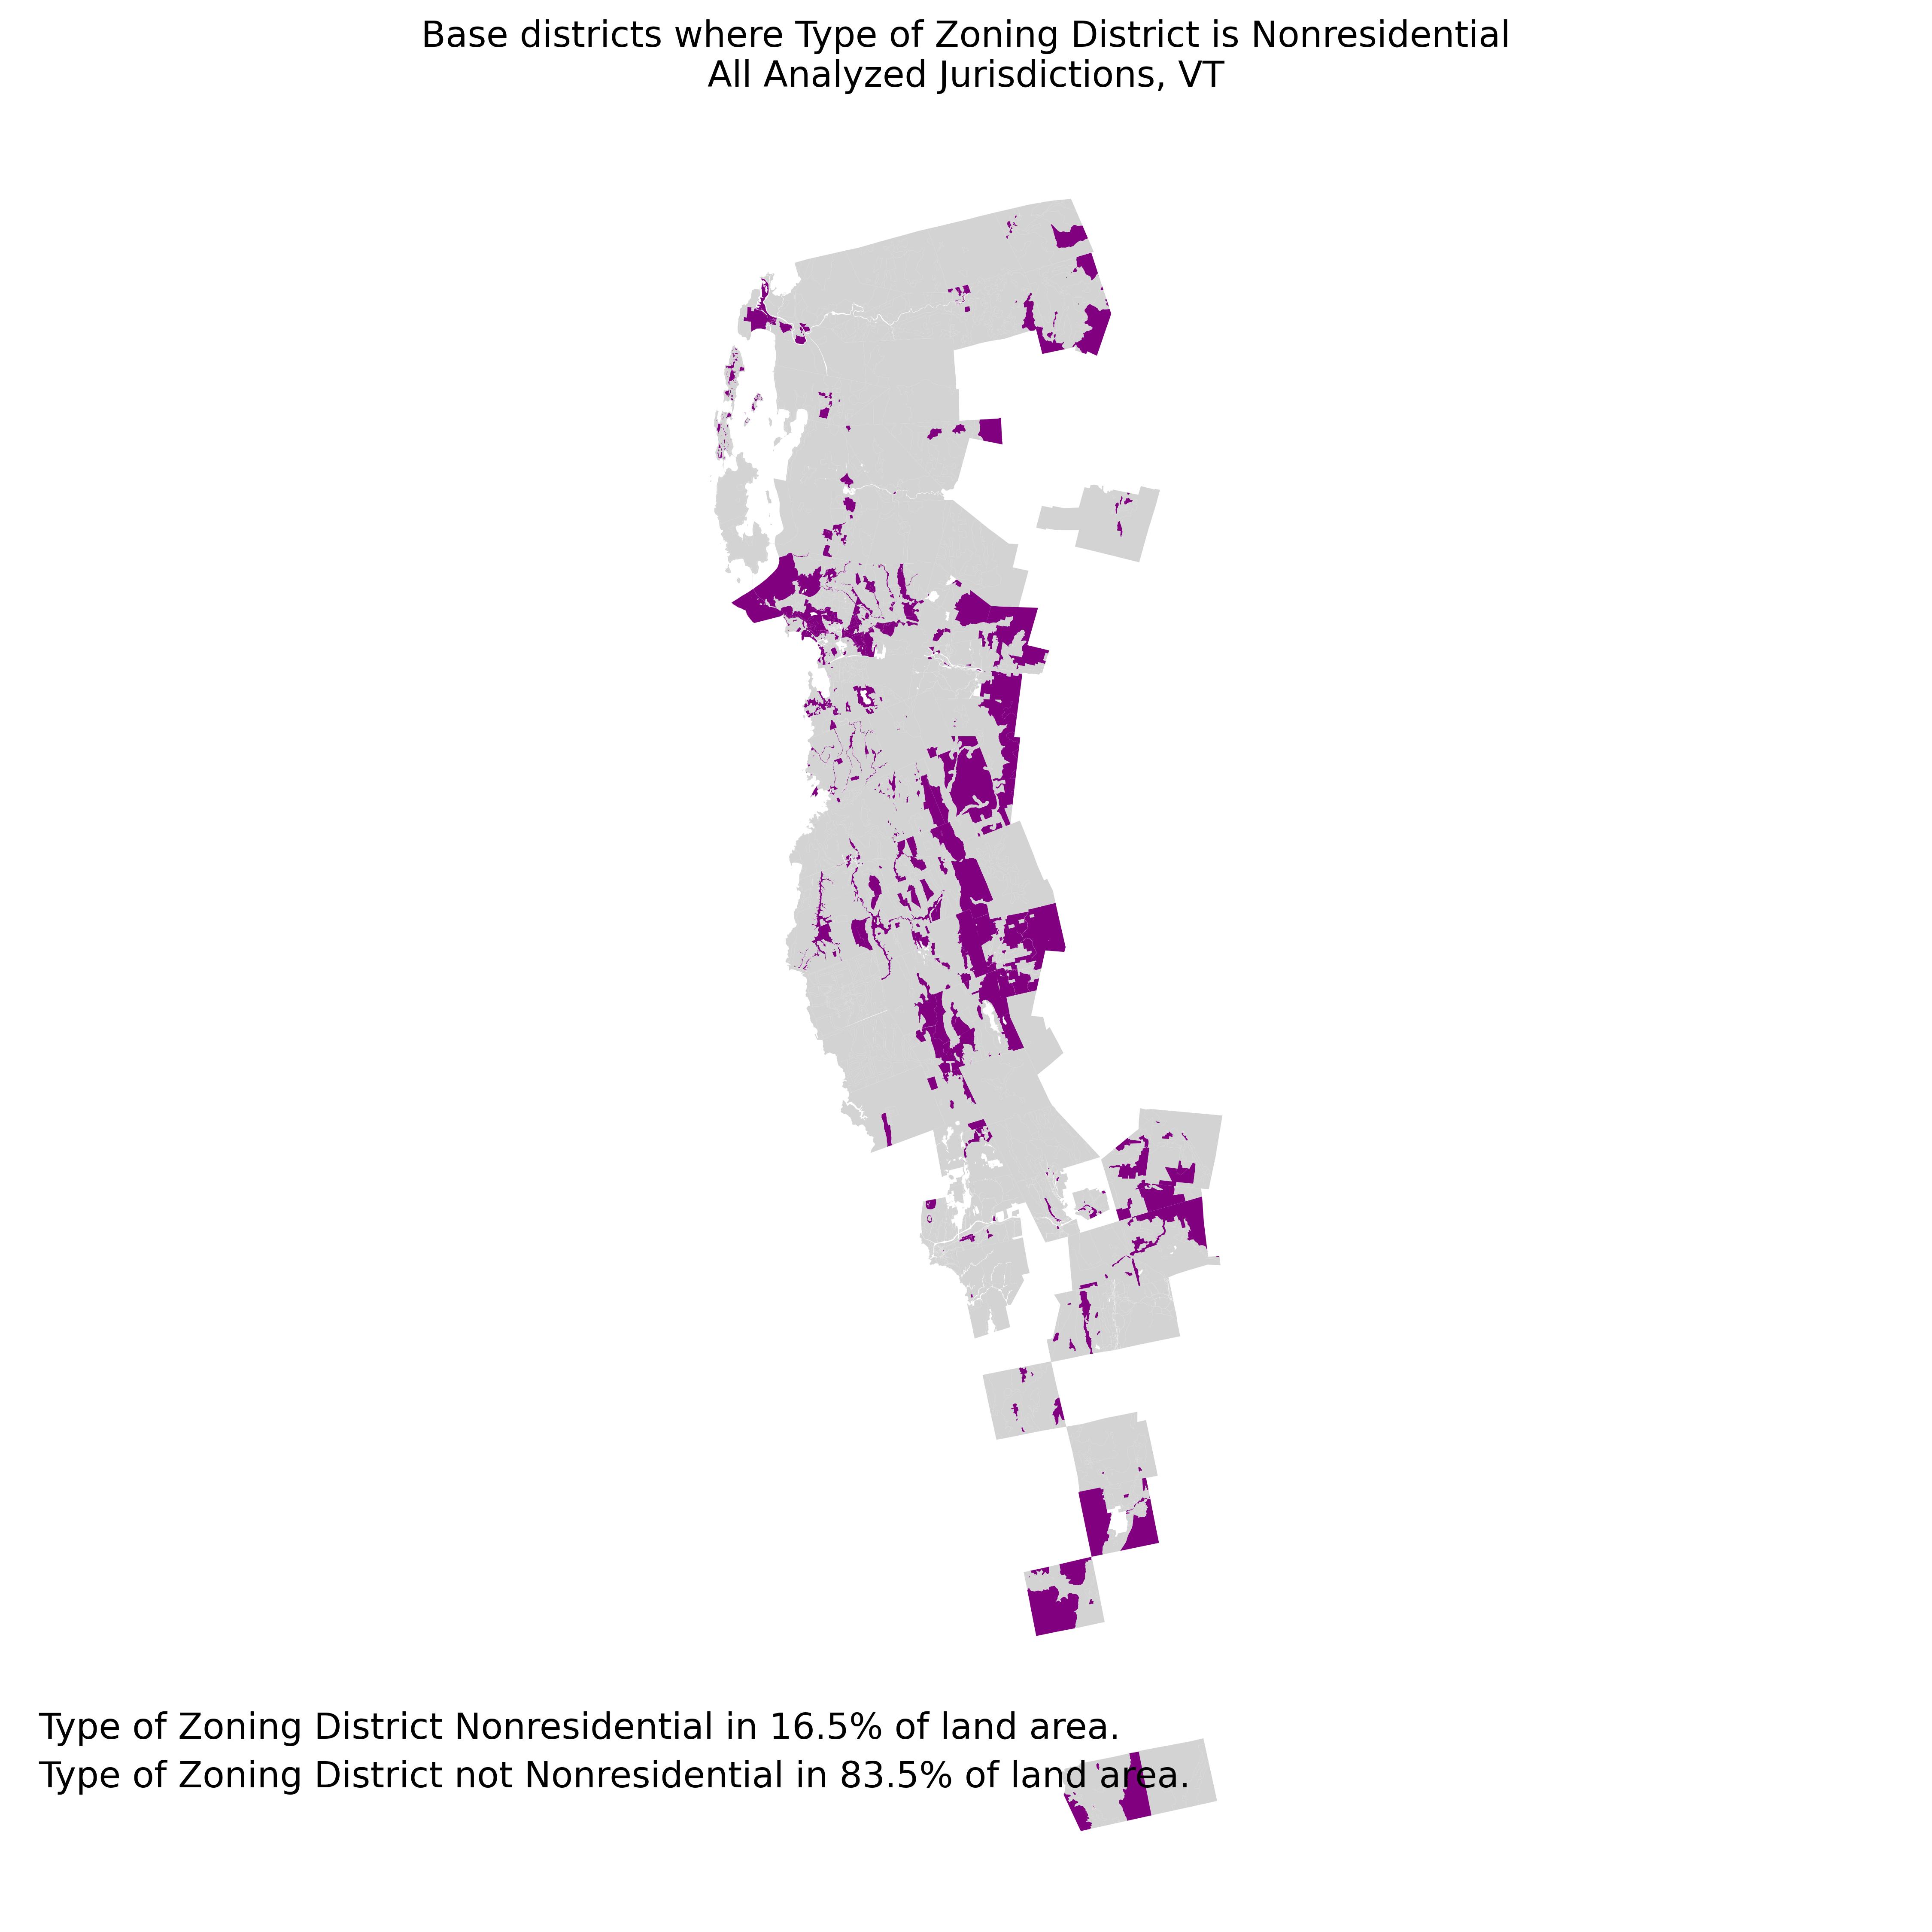 Base districts where Type of Zoning District is Nonresidential
All Analyzed Jurisdictions, VT
Type of Zoning District Nonresidential in 16.5% of land area.
Type of Zoning District not Nonresidential in 83.5% of land area.